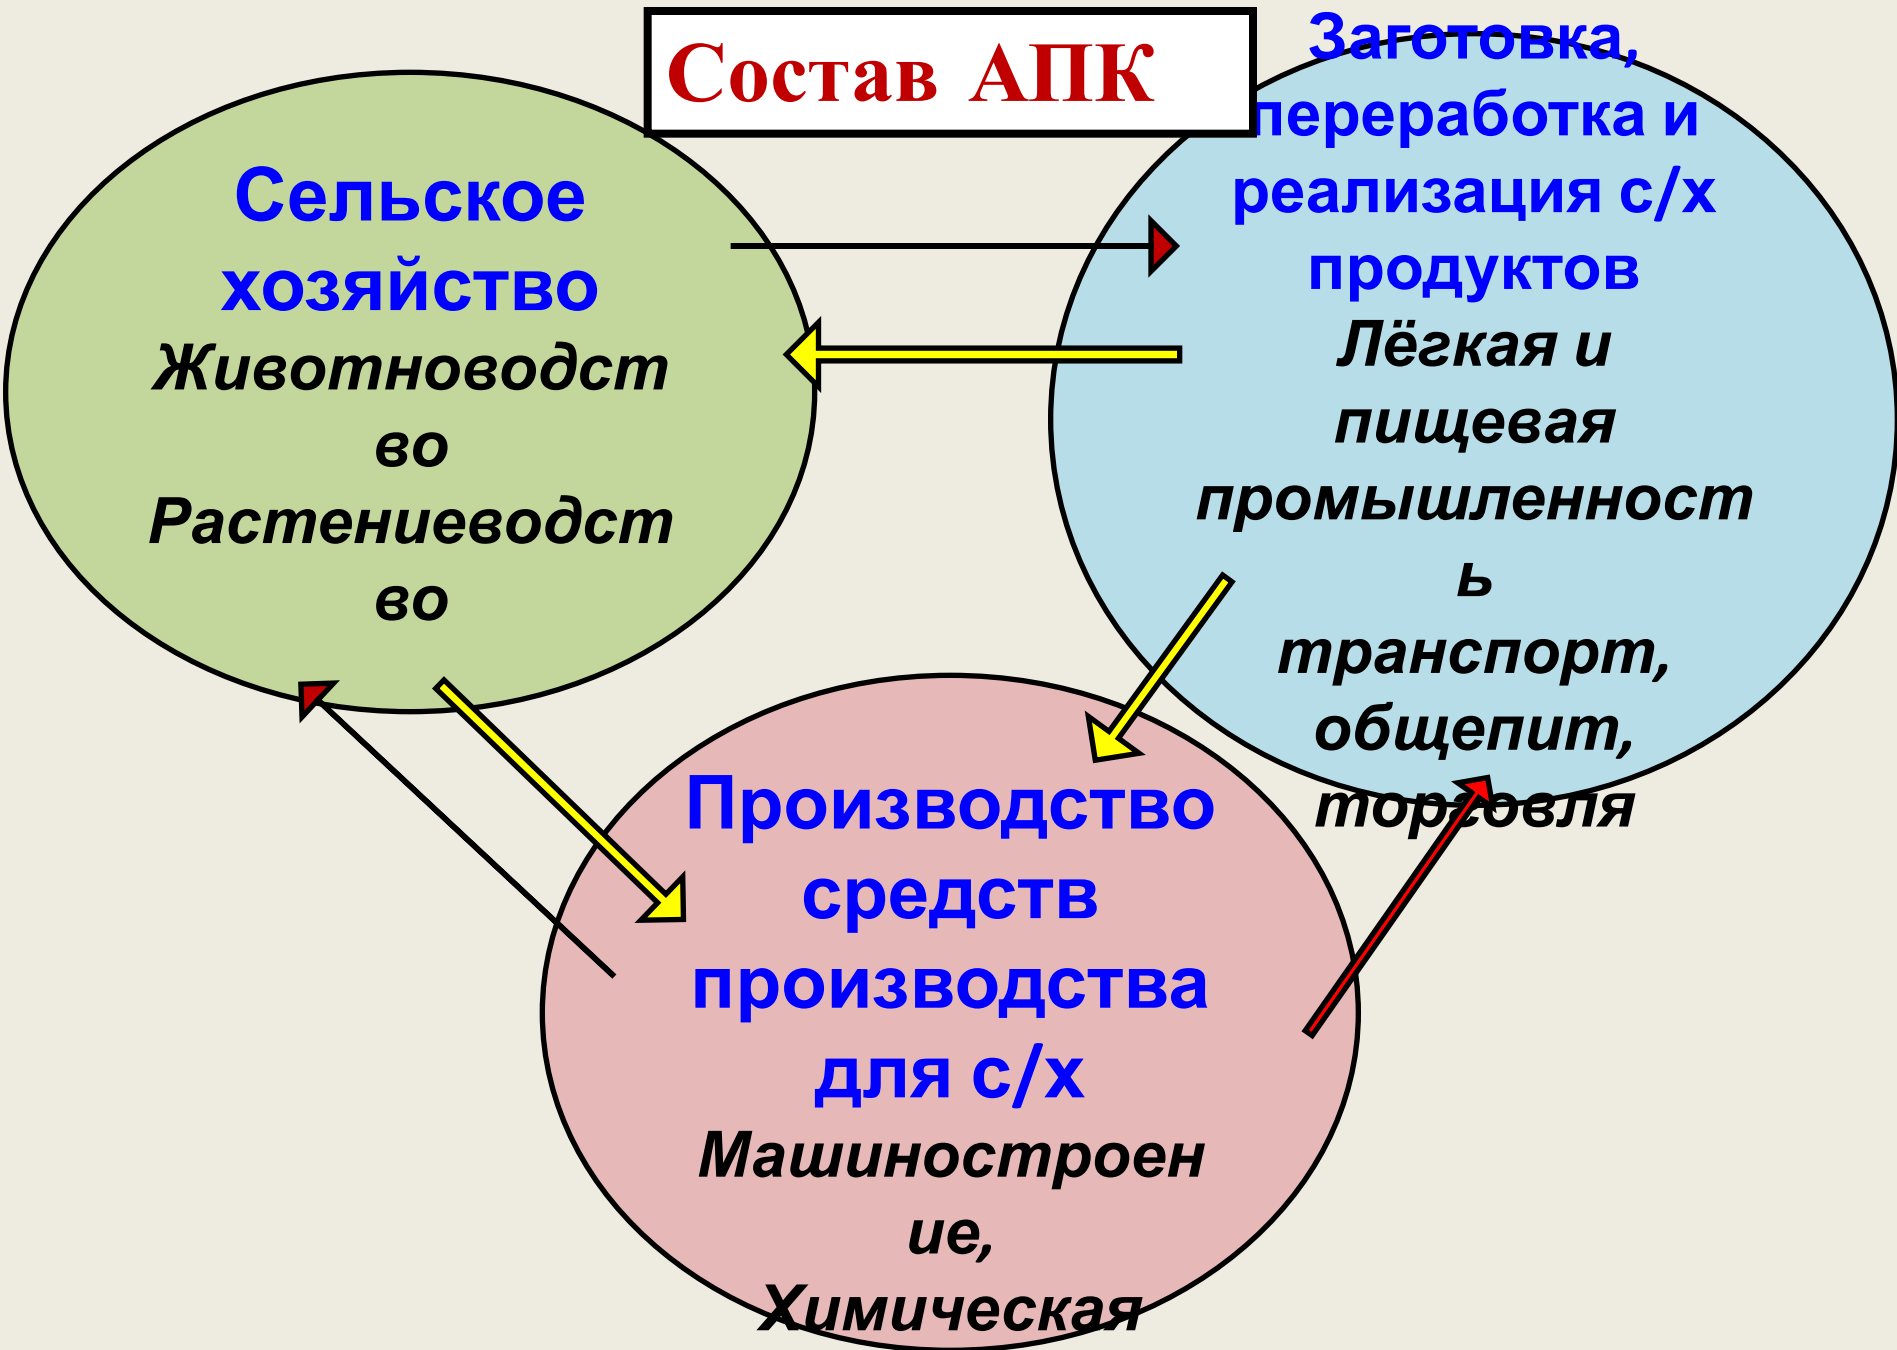 Состав АПК
Сельское
хозяйство
Животноводст
во
Растениеводст
во
Заготовка,
переработка и
реализация с/х
продуктов
Лёгкая и
пищевая
промышленност
ь
транспорт,
общепит,
торговля
Производство
средств
производства
для с/х
Машиностроен
ие,
Химическая